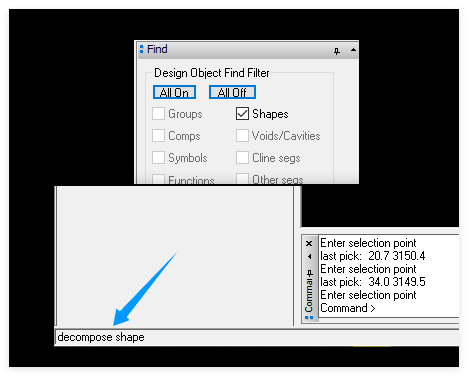 Find
Design Object Find Filter
All On All Off
Groups Shapes
Comps Voids/Cavities
Symbols Cline segs
Functions Other segs
Enter selection point
last pick: 20.7 3150.4
Enter selection point
last pick: 34.0 3149.5
Enter selection point
Command >
Comma
decompose shape